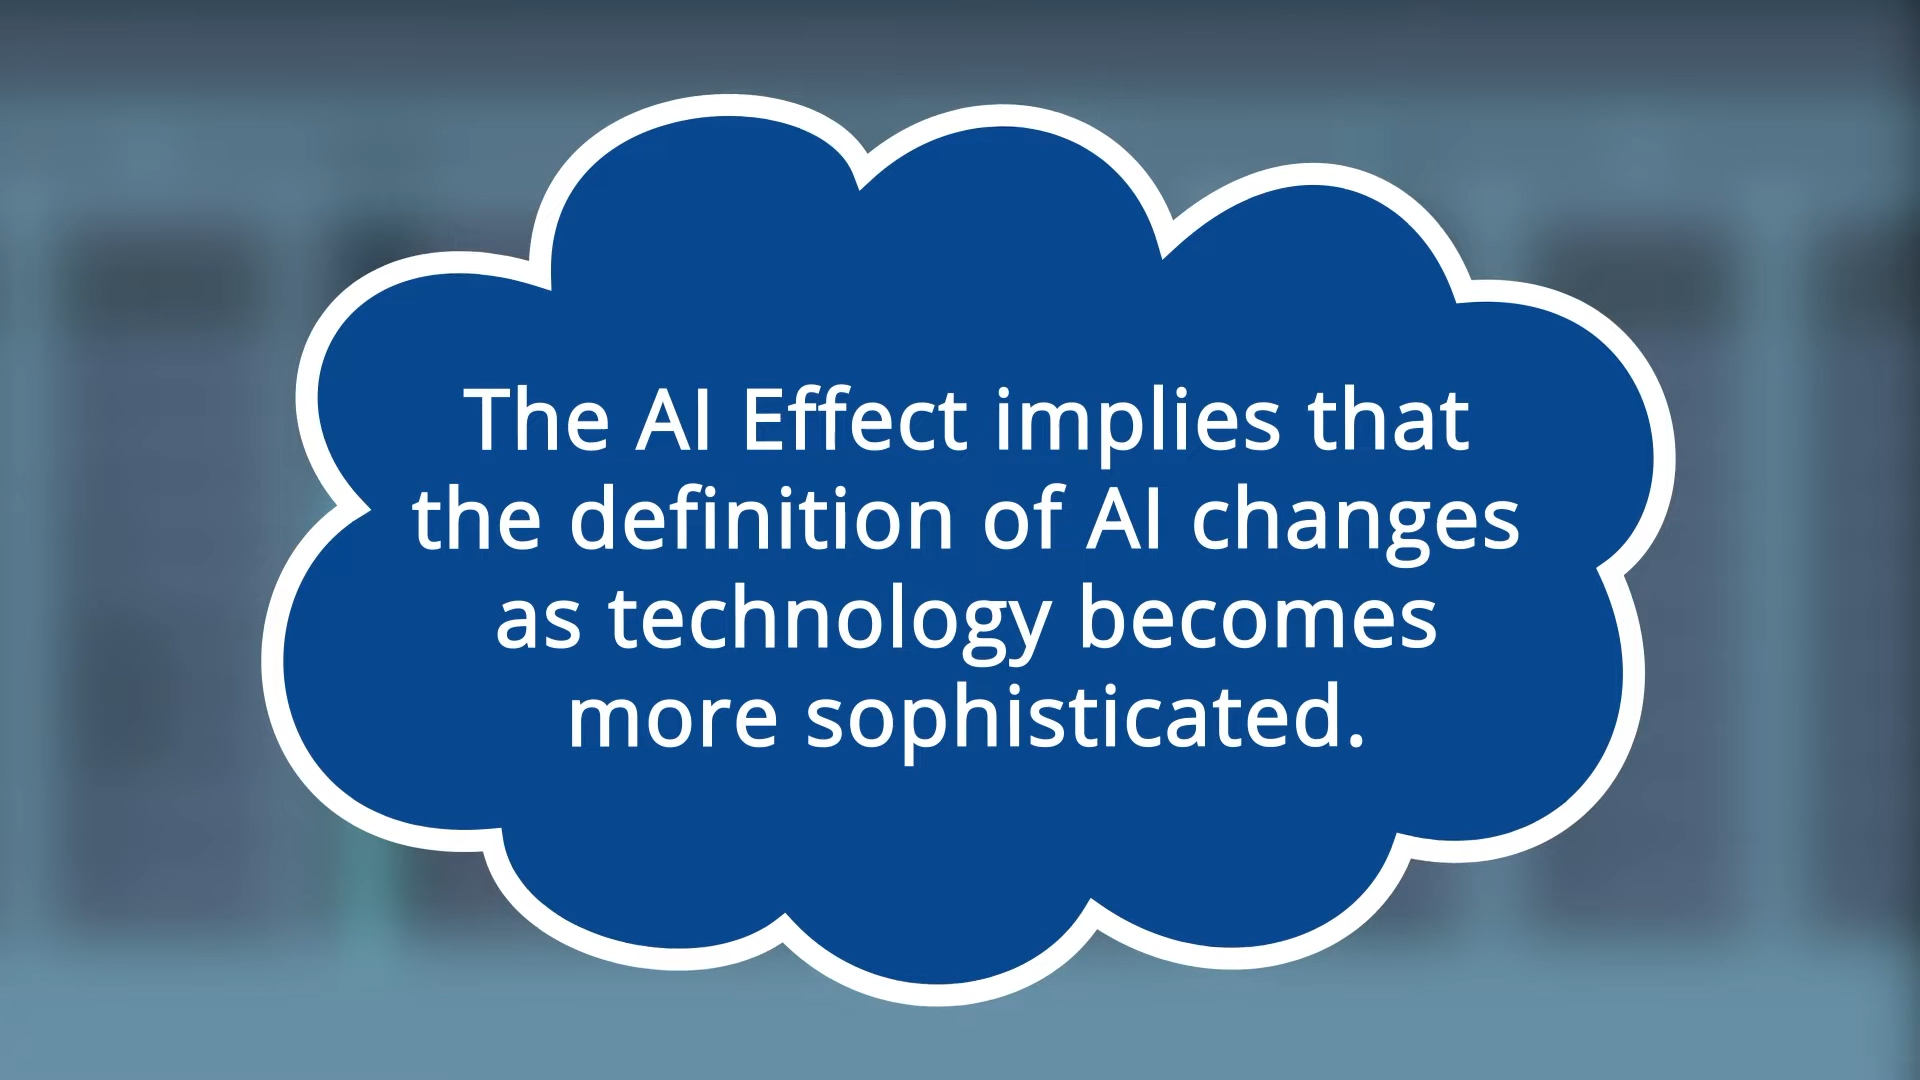 The AI Effect implies that
the definition of AI changes
as technology becomes
more sophisticated.